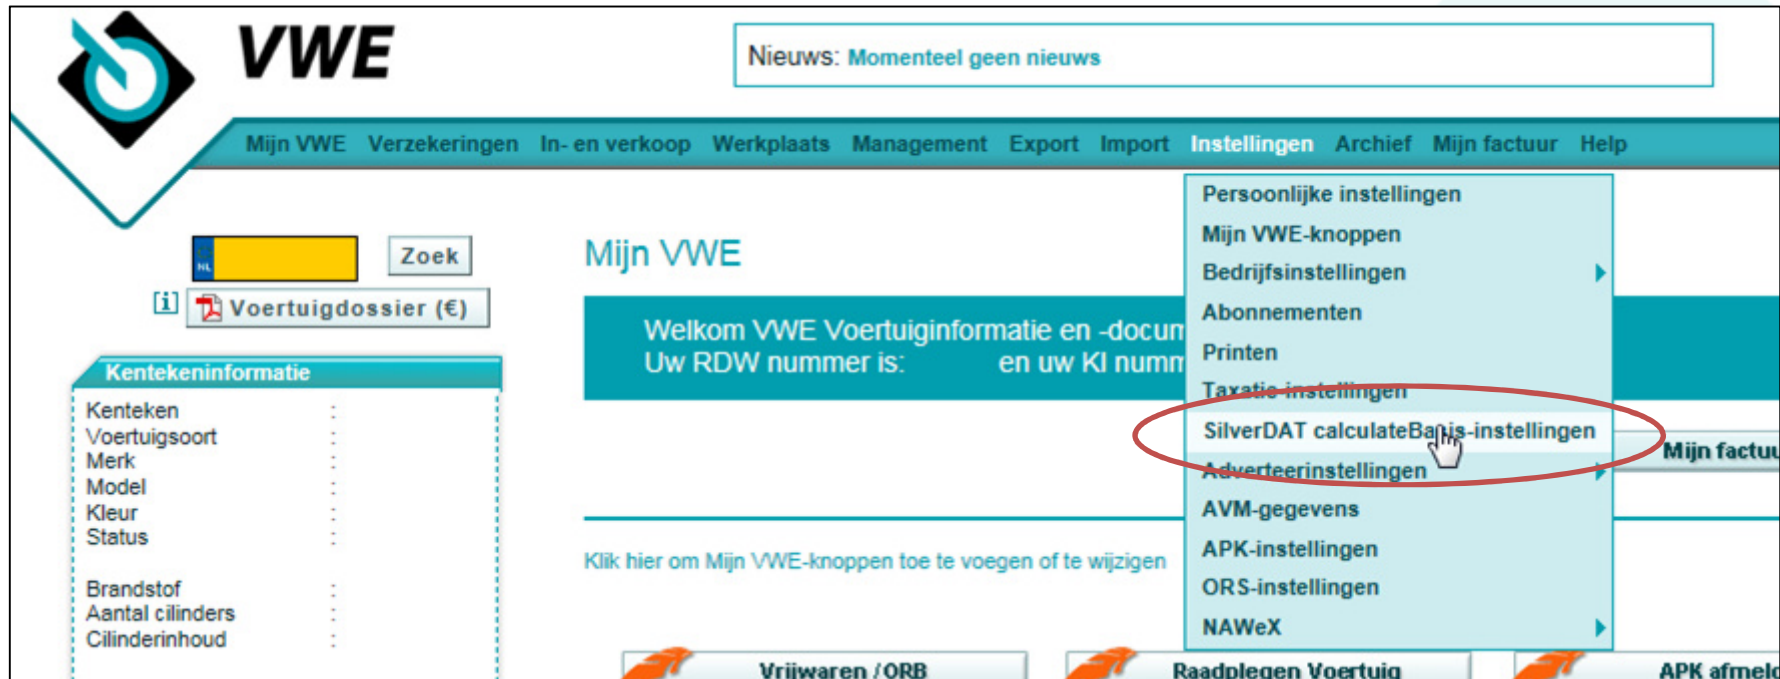 VWE
Nieuws: Momenteel geen nieuws
Mijn VWE Verzekeringen In- en verkoop Werkplaats Management Export Import Instellingen Archief Mijn factuur Help
NL
Zoek
[i] Voertuigdossier (€)
Kentekeninformatie
Kenteken :
Voertuigsoort :
Merk :
Model :
Kleur :
Status :
Brandstof :
Aantal cilinders :
Cilinderinhoud :
Mijn VWE
Welkom VWE Voertuiginformatie en -docum
Uw RDW nummer is: en uw KI numm
Persoonlijke instellingen
Mijn VWE-knoppen
Bedrijfsinstellingen
Abonnementen
Printen
Taxatie-instellingen
SilverDAT calculateBasis-instellingen
Adverteerinstellingen
AVM-gegevens
APK-instellingen
ORS-instellingen
NAWeX
Mijn factuu
Klik hier om Mijn VWE-knoppen toe te voegen of te wijzigen
Vrijwaren / ORB
Raadplegen Voertuig
APK afmeld